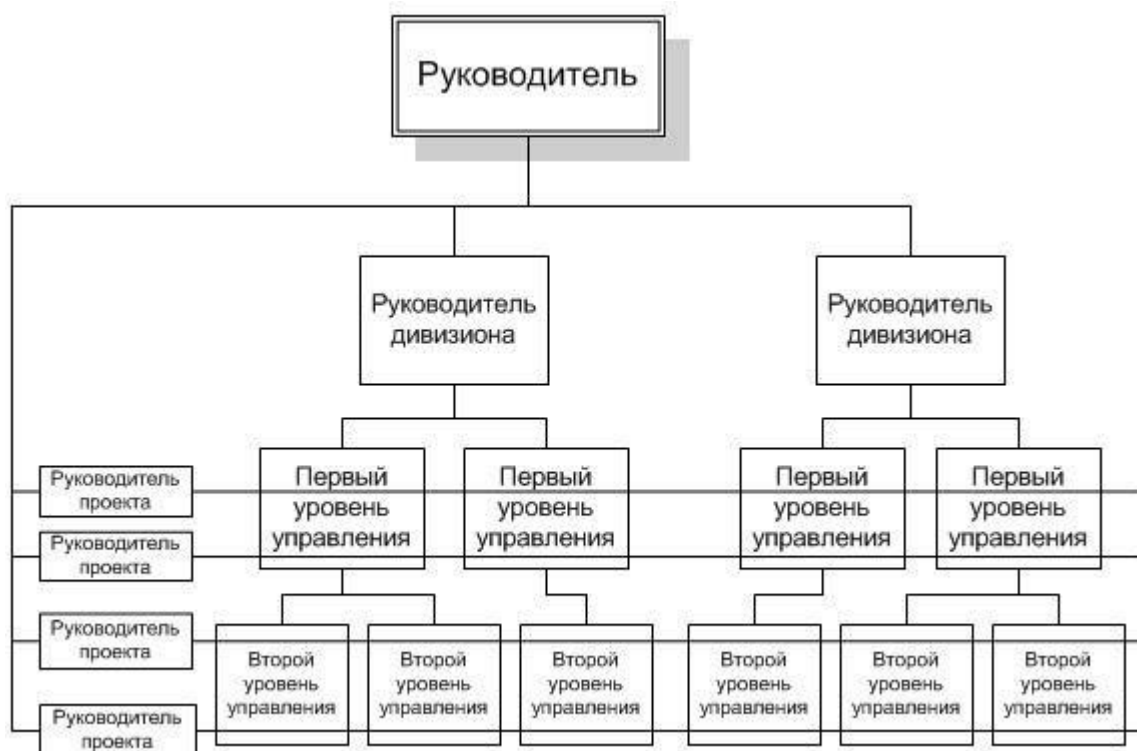 Руководитель
Руководитель
дивизиона
Руководитель
дивизиона
Первый
уровень
управления
Первый
уровень
управления
Первый
уровень
управления
Первый
уровень
управления
Руководитель
проекта
Руководитель
проекта
Руководитель
проекта
Руководитель
проекта
Второй
уровень
управления
Второй
уровень
управления
Второй
уровень
управления
Второй
уровень
управления
Второй
уровень
управления
Второй
уровень
управления